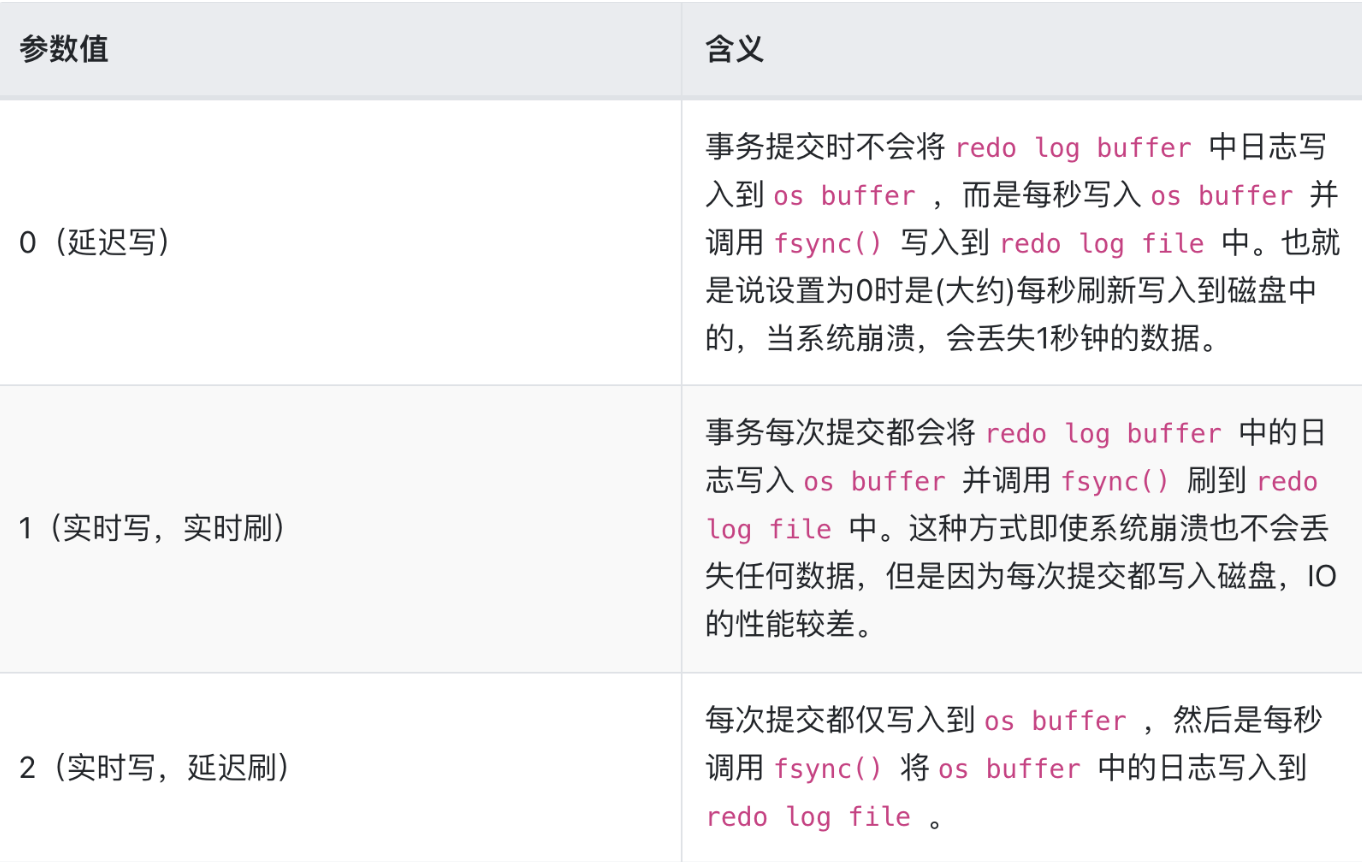 参数值
含义
0（延迟写）
事务提交时不会将 redo log buffer 中日志写
入到 os buffer ，而是每秒写入 os buffer 并
调用 fsync() 写入到 redo log file 中。也就
是说设置为0时是(大约)每秒刷新写入到磁盘中
的，当系统崩溃，会丢失1秒钟的数据。
1（实时写，实时刷）
事务每次提交都会将 redo log buffer 中的日
志写入 os buffer 并调用 fsync() 刷到 redo
log file 中。这种方式即使系统崩溃也不会丢
失任何数据，但是因为每次提交都写入磁盘，IO
的性能较差。
2（实时写，延迟刷）
每次提交都仅写入到 os buffer ，然后是每秒
调用 fsync() 将 os buffer 中的日志写入到
redo log file 。